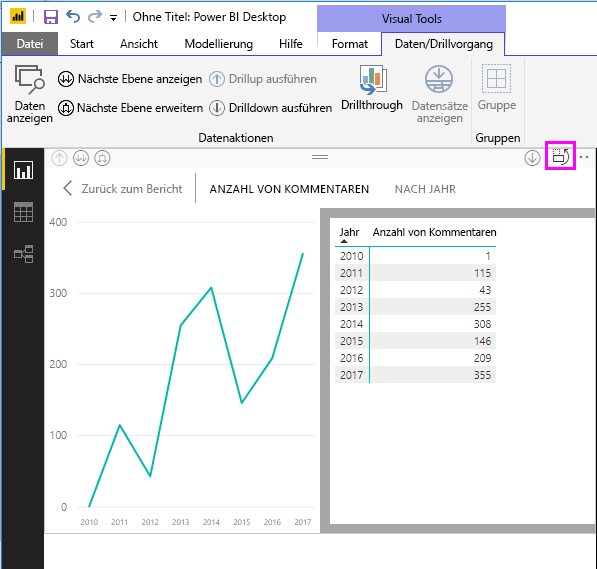 Ohne Titel: Power BI Desktop
Visual Tools
Datei Start Ansicht Modellierung Hilfe Format Daten/Drillvorgang
Daten anzeigen
Nächste Ebene anzeigen
Nächste Ebene erweitern
Drillup ausführen
Drilldown ausführen
Drillthrough
Datensätze anzeigen
Gruppe
Datenaktionen
Gruppen
Zurück zum Bericht
ANZAHL VON KOMMENTAREN
NACH JAHR
400
300
200
100
0
2010 2011 2012 2013 2014 2015 2016 2017
Jahr Anzahl von Kommentaren
2010 1
2011 115
2012 43
2013 255
2014 308
2015 146
2016 209
2017 355